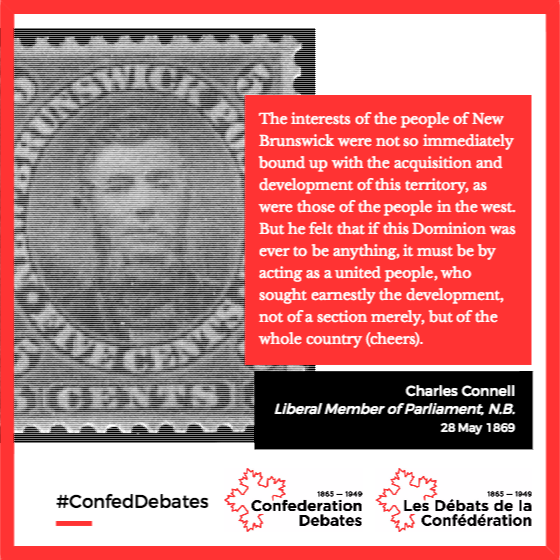 BRUNSWICK PO
5
FIVE CENTS
CENTS
The interests of the people of New
Brunswick were not so immediately
bound up with the acquisition and
development of this territory, as
were those of the people in the west.
But he felt that if this Dominion was
ever to be anything, it must be by
acting as a united people, who
sought earnestly the development,
not of a section merely, but of the
whole country (cheers).
Charles Connell
Liberal Member of Parliament, N.B.
28 May 1869
#ConfedDebates
1865 — 1949
Confederation
Debates
1865 — 1949
Les Débats de la
Confédération